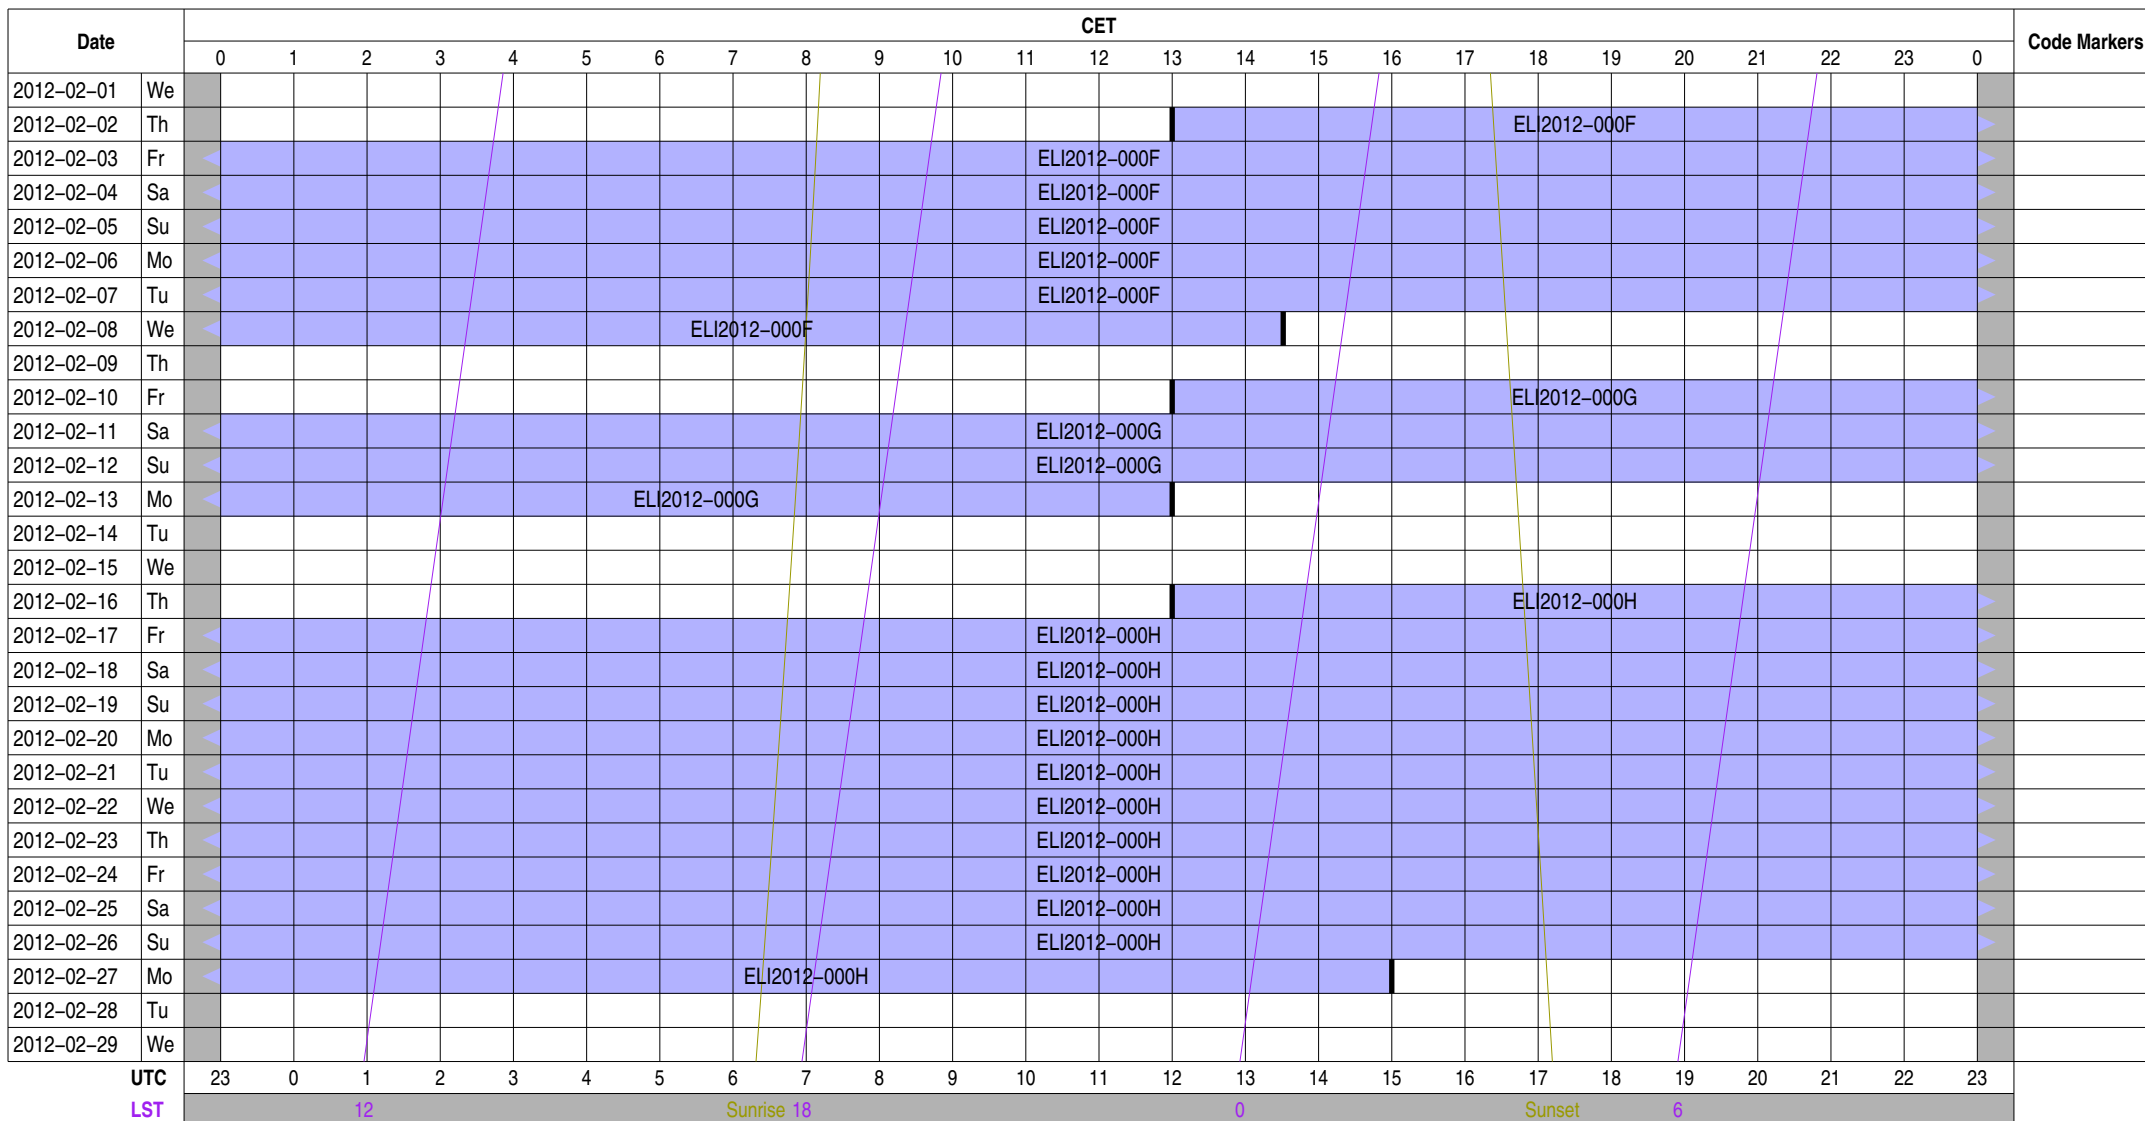 CET
Date
Code Markers
0 1 2 3 4 5 6 7 8 9 10 11 12 13 14 15 16 17 18 19 20 21 22 23 0
2012-02-01 We
2012-02-02 Th ELI2012-000F
2012-02-03 Fr ELI2012-000F
2012-02-04 Sa ELI2012-000F
2012-02-05 Su ELI2012-000F
2012-02-06 Mo ELI2012-000F
2012-02-07 Tu ELI2012-000F
2012-02-08 We ELI2012-000F
2012-02-09 Th
2012-02-10 Fr ELI2012-000G
2012-02-11 Sa ELI2012-000G
2012-02-12 Su ELI2012-000G
2012-02-13 Mo ELI2012-000G
2012-02-14 Tu
2012-02-15 We
2012-02-16 Th ELI2012-000H
2012-02-17 Fr ELI2012-000H
2012-02-18 Sa ELI2012-000H
2012-02-19 Su ELI2012-000H
2012-02-20 Mo ELI2012-000H
2012-02-21 Tu ELI2012-000H
2012-02-22 We ELI2012-000H
2012-02-23 Th ELI2012-000H
2012-02-24 Fr ELI2012-000H
2012-02-25 Sa ELI2012-000H
2012-02-26 Su ELI2012-000H
2012-02-27 Mo ELI2012-000H
2012-02-28 Tu
2012-02-29 We
UTC 23 0 1 2 3 4 5 6 7 8 9 10 11 12 13 14 15 16 17 18 19 20 21 22 23
LST 12 Sunrise 18 0 Sunset 6